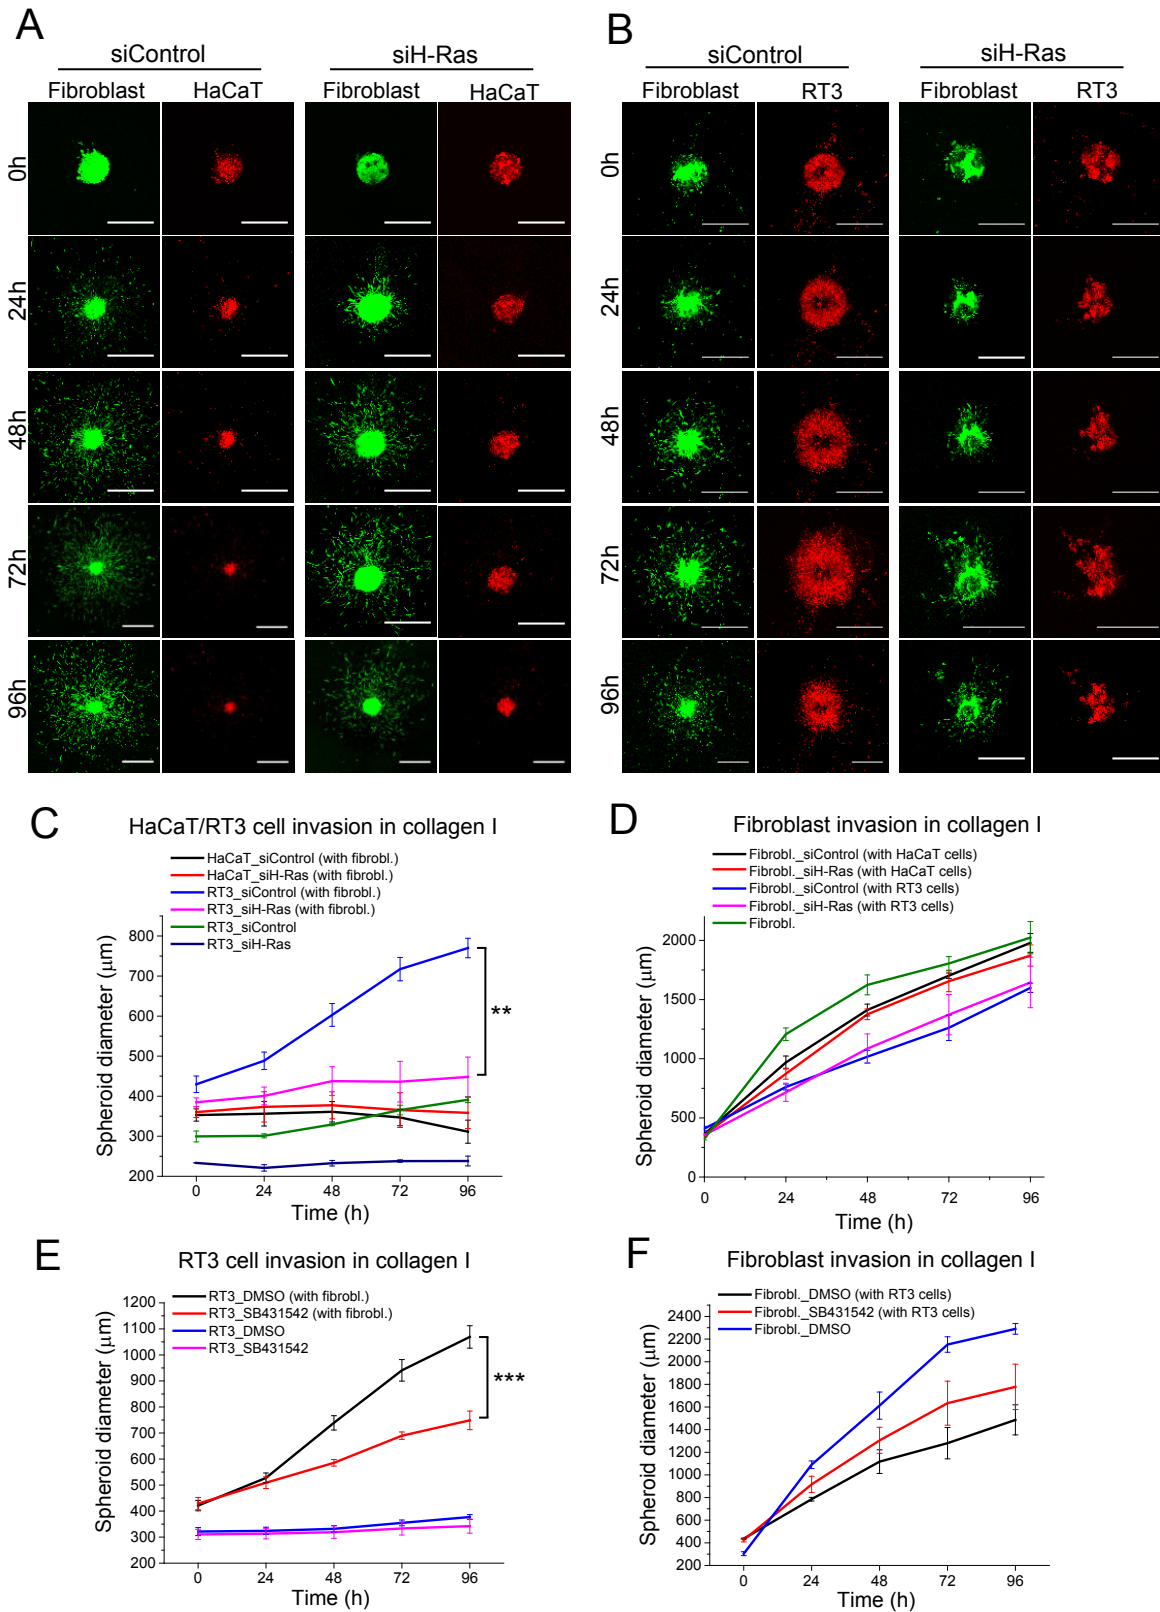 A
siControl
siH-Ras
Fibroblast
HaCaT
Fibroblast
HaCaT
0h
24h
48h
72h
96h
B
siControl
siH-Ras
Fibroblast
RT3
Fibroblast
RT3
0h
24h
48h
72h
96h
C
HaCaT/RT3 cell invasion in collagen I
HaCaT_siControl (with fibrobl.)
HaCaT_siH-Ras (with fibrobl.)
RT3_siControl (with fibrobl.)
RT3_siH-Ras (with fibrobl.)
RT3_siControl
RT3_siH-Ras
Spheroid diameter (μm)
800
700
600
500
400
300
200
**
0 24 48 72 96
Time (h)
D
Fibroblast invasion in collagen I
Fibrobl._siControl (with HaCaT cells)
Fibrobl._siH-Ras (with HaCaT cells)
Fibrobl._siControl (with RT3 cells)
Fibrobl._siH-Ras (with RT3 cells)
Fibrobl.
Spheroid diameter (μm)
2000
1500
1000
500
0
0 24 48 72 96
Time (h)
E
RT3 cell invasion in collagen I
RT3_DMSO (with fibrobl.)
RT3_SB431542 (with fibrobl.)
RT3_DMSO
RT3_SB431542
Spheroid diameter (μm)
1200
1100
1000
900
800
700
600
500
400
300
200
***
0 24 48 72 96
Time (h)
F
Fibroblast invasion in collagen I
Fibrobl._DMSO (with RT3 cells)
Fibrobl._SB431542 (with RT3 cells)
Fibrobl._DMSO
Spheroid diameter (μm)
2400
2200
2000
1800
1600
1400
1200
1000
800
600
400
200
0 24 48 72 96
Time (h)